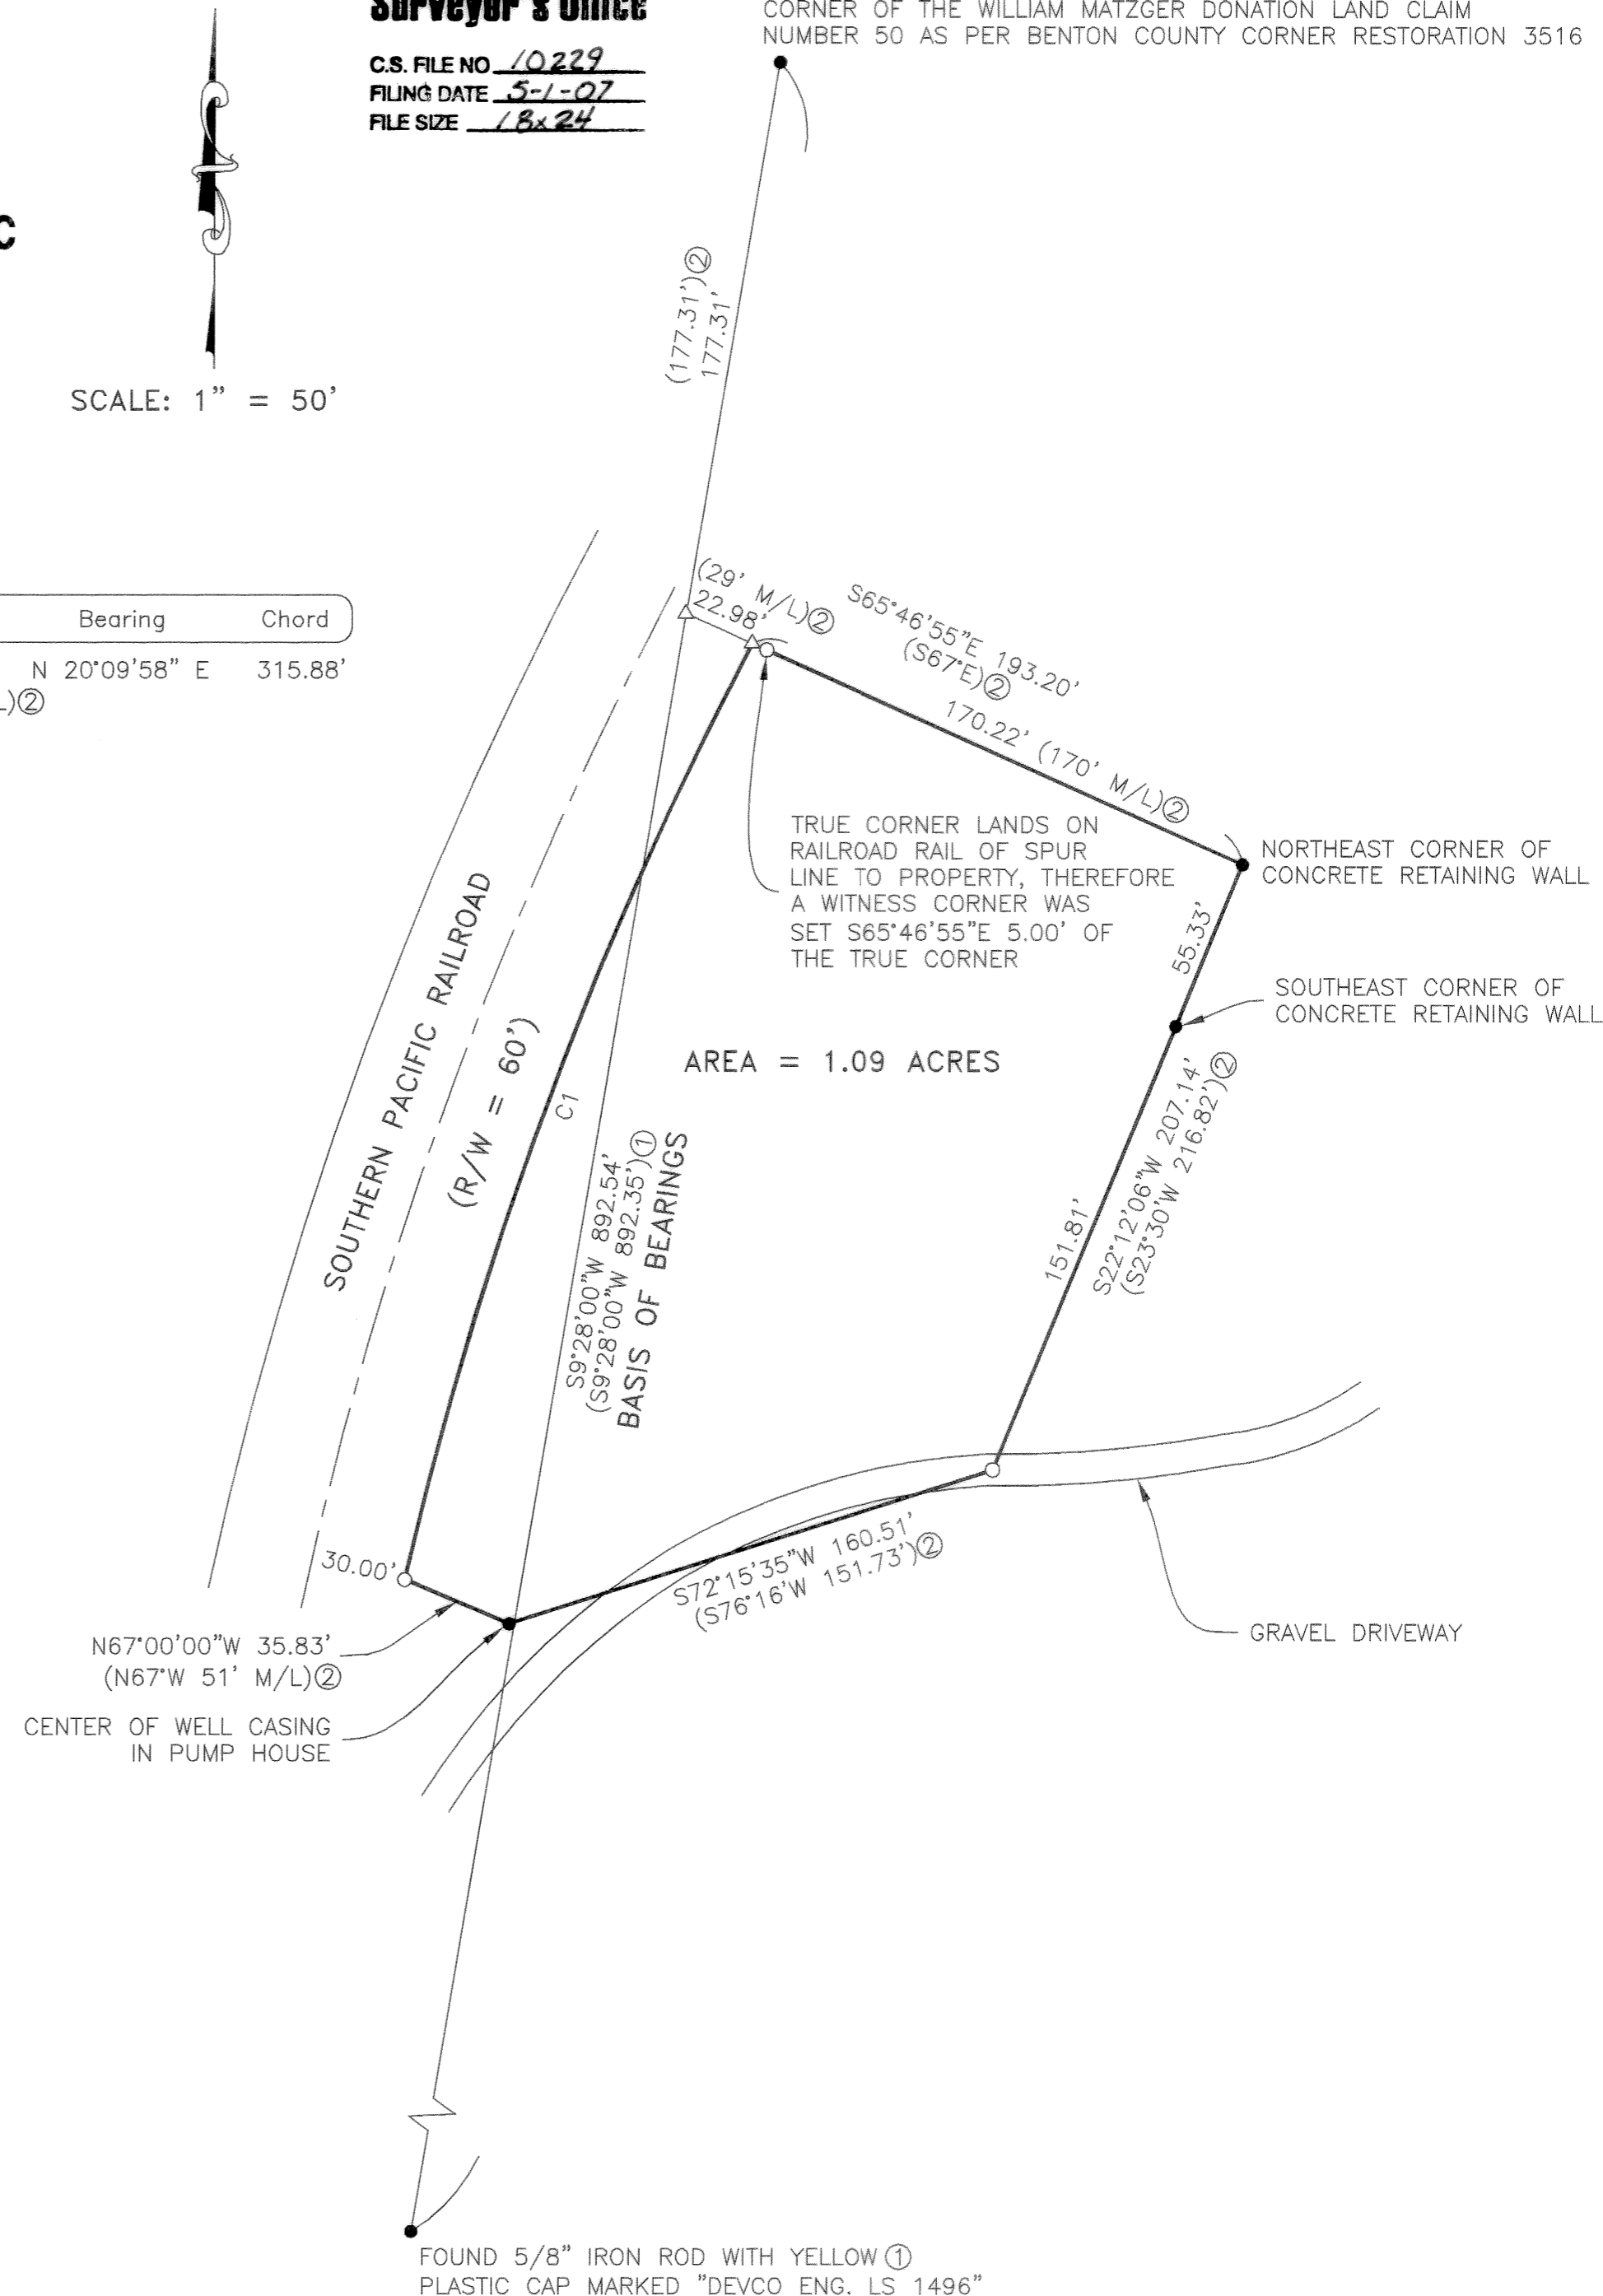 Surveyor's Office
C.S. FILE NO 10229
FILING DATE 5-1-07
FILE SIZE 18x24
CORNER OF THE WILLIAM MATZGER DONATION LAND CLAIM
NUMBER 50 AS PER BENTON COUNTY CORNER RESTORATION 3516
C
SCALE: 1" = 50'
(177.31')②
177.31'
Bearing Chord
N 20°09'58" E 315.88'
L)②
(29' M/L)②
22.98'
S65°46'55"E 193.20'
(S67°E)②
170.22' (170' M/L)②
TRUE CORNER LANDS ON
RAILROAD RAIL OF SPUR
LINE TO PROPERTY, THEREFORE
A WITNESS CORNER WAS
SET S65°46'55"E 5.00' OF
THE TRUE CORNER
NORTHEAST CORNER OF
CONCRETE RETAINING WALL
55.33'
SOUTHEAST CORNER OF
CONCRETE RETAINING WALL
SOUTHERN PACIFIC RAILROAD
(R/W = 60')
C1
AREA = 1.09 ACRES
S9°28'00"W 892.54'
(S9°28'00"W 892.35')①
BASIS OF BEARINGS
151.81'
S22°12'06"W 207.14'
(S23°30'W 216.82')②
30.00'
S72°15'35"W 160.51'
(S76°16'W 151.73')②
N67°00'00"W 35.83'
(N67°W 51' M/L)②
GRAVEL DRIVEWAY
CENTER OF WELL CASING
IN PUMP HOUSE
FOUND 5/8" IRON ROD WITH YELLOW ①
PLASTIC CAP MARKED "DEVCO ENG. LS 1496"